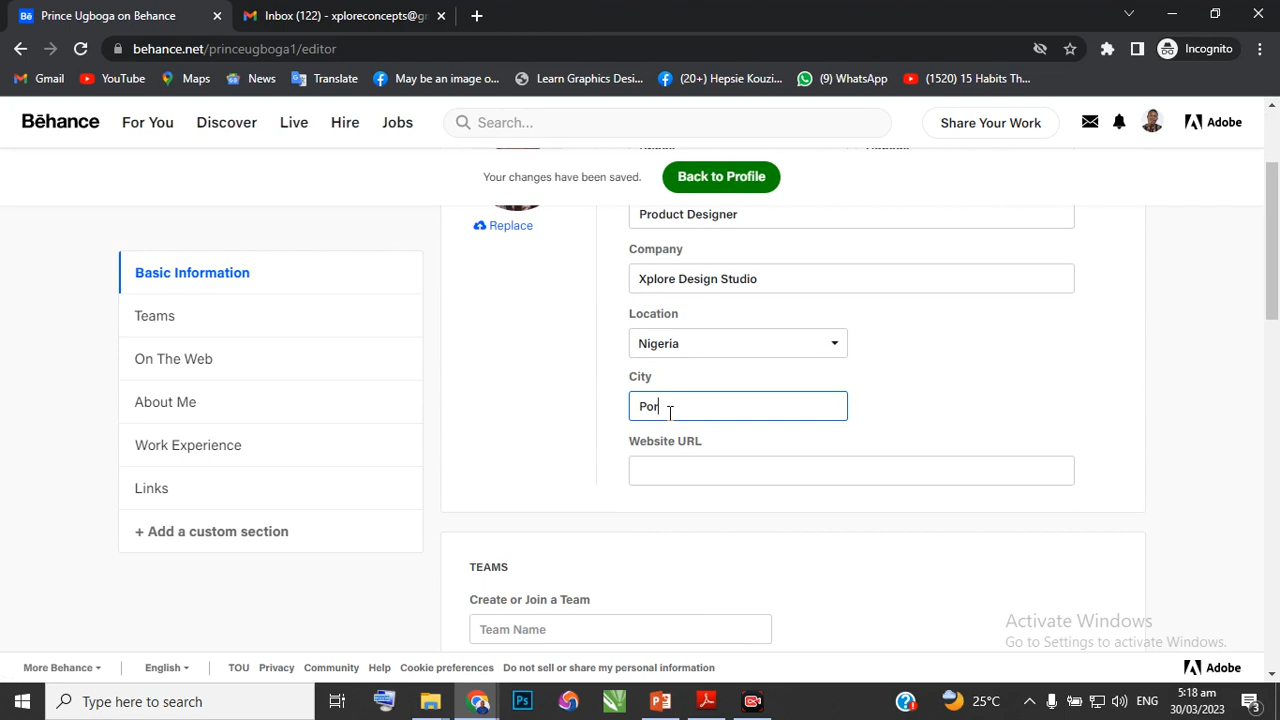 Bē Prince Ugboga on Behance
Inbox (122) - xploreconcepts@gr
behance.net/princeugboga1/editor
Incognito
Gmail
YouTube
Maps
News
Translate
May be an image o...
Learn Graphics Desi...
(20+) Hepsie Kouzi...
(9) WhatsApp
(1520) 15 Habits Th...
Bēhance
For You
Discover
Live
Hire
Jobs
Search...
Share Your Work
Adobe
Your changes have been saved.
Back to Profile
Replace
Product Designer
Company
Xplore Design Studio
Location
Nigeria
City
Por
Website URL
Basic Information
Teams
On The Web
About Me
Work Experience
Links
+ Add a custom section
TEAMS
Create or Join a Team
Team Name
Activate Windows
Go to Settings to activate Windows.
More Behance
English
TOU
Privacy
Community
Help
Cookie preferences
Do not sell or share my personal information
Adobe
Type here to search
Ps
25°C
ENG
5:18 am
30/03/2023
3